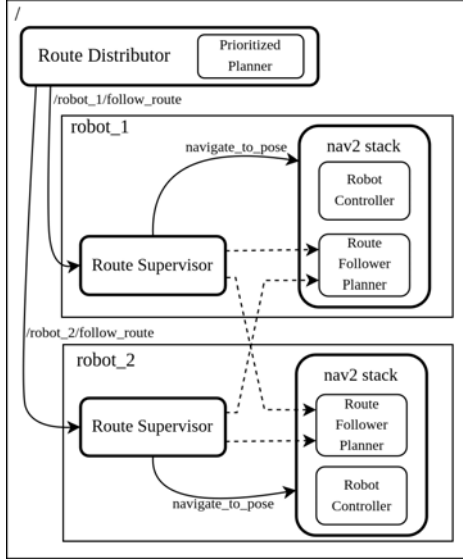 /
Route Distributor
Prioritized
Planner
/robot_1/follow_route
robot_1
navigate_to_pose
nav2 stack
Robot
Controller
Route Supervisor
Route
Follower
Planner
/robot_2/follow_route
robot_2
nav2 stack
Route
Follower
Planner
Route Supervisor
Robot
Controller
navigate_to_pose